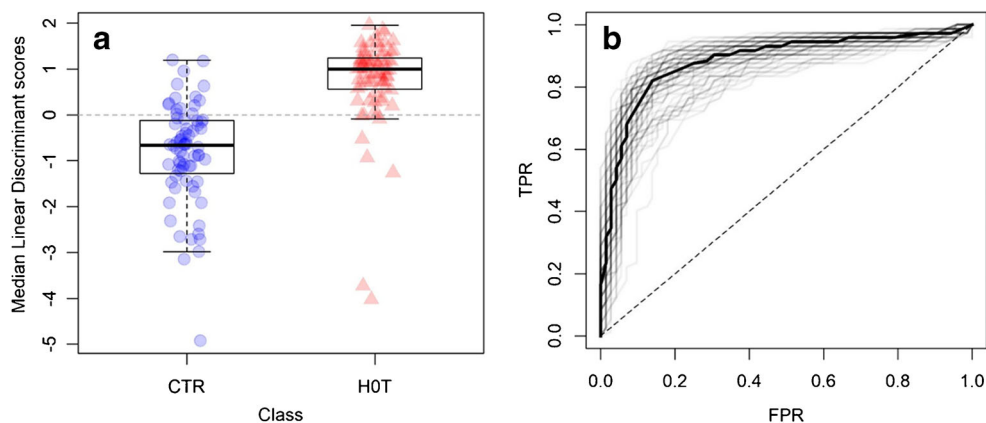 a
Median Linear Discriminant scores
2
1
0
-1
-2
-3
-4
-5
CTR
H0T
Class
b
TPR
1.0
0.8
0.6
0.4
0.2
0.0
0.0 0.2 0.4 0.6 0.8 1.0
FPR